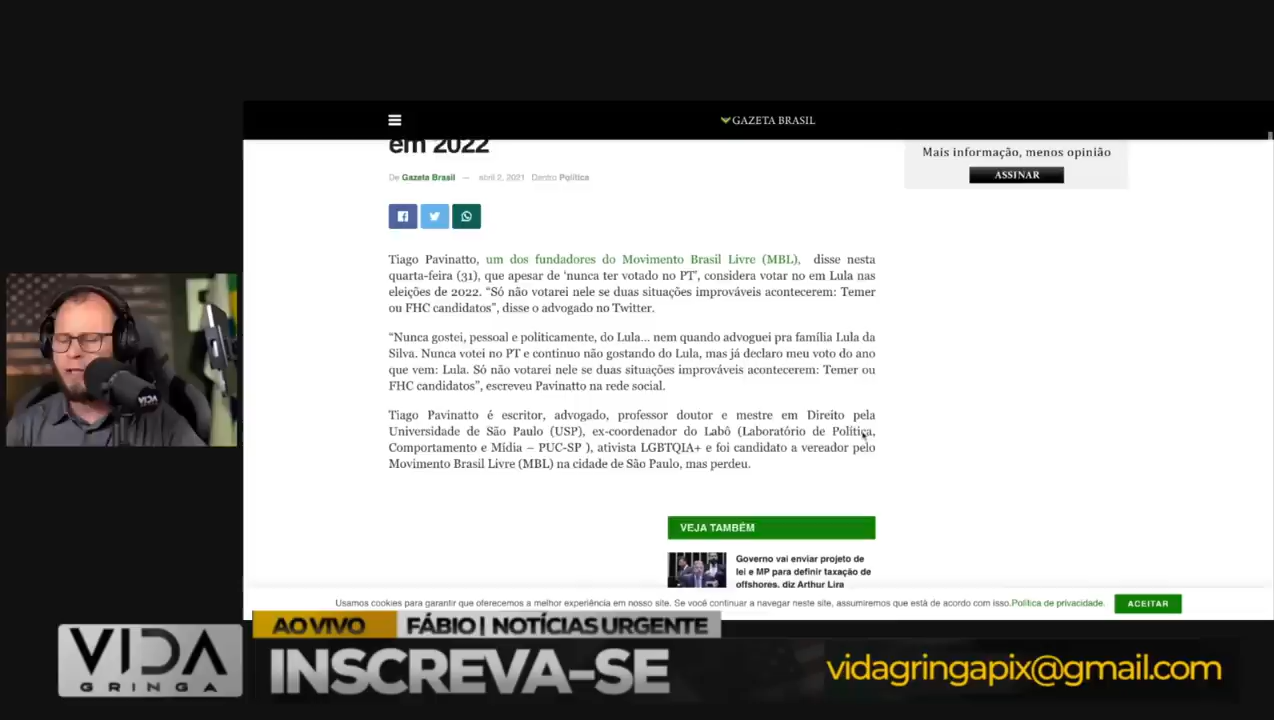 GAZETA BRASIL
em 2022
De Gazeta Brasil — abril 2, 2021 Dentro Política
Mais informação, menos opinião
ASSINAR
Tiago Pavinatto, um dos fundadores do Movimento Brasil Livre (MBL), disse nesta
quarta-feira (31), que apesar de ‘nunca ter votado no PT’, considera votar no em Lula nas
eleições de 2022. “Só não votarei nele se duas situações improváveis acontecerem: Temer
ou FHC candidatos”, disse o advogado no Twitter.
“Nunca gostei, pessoal e politicamente, do Lula... nem quando advoguei pra família Lula da
Silva. Nunca votei no PT e continuo não gostando do Lula, mas já declaro meu voto do ano
que vem: Lula. Só não votarei nele se duas situações improváveis acontecerem: Temer ou
FHC candidatos”, escreveu Pavinatto na rede social.
Tiago Pavinatto é escritor, advogado, professor doutor e mestre em Direito pela
Universidade de São Paulo (USP), ex-coordenador do Labô (Laboratório de Política,
Comportamento e Mídia – PUC-SP ), ativista LGBTQIA+ e foi candidato a vereador pelo
Movimento Brasil Livre (MBL) na cidade de São Paulo, mas perdeu.
VEJA TAMBÉM
Governo vai enviar projeto de
lei e MP para definir taxação de
offshores, diz Arthur Lira
Usamos cookies para garantir que oferecemos a melhor experiência em nosso site. Se você continuar a navegar neste site, assumiremos que está de acordo com isso.Política de privacidade.
ACEITAR
VIDA
AO VIVO FÁBIO | NOTÍCIAS URGENTE
VIDA
GRINGA
INSCREVA-SE
vidagringapix@gmail.com